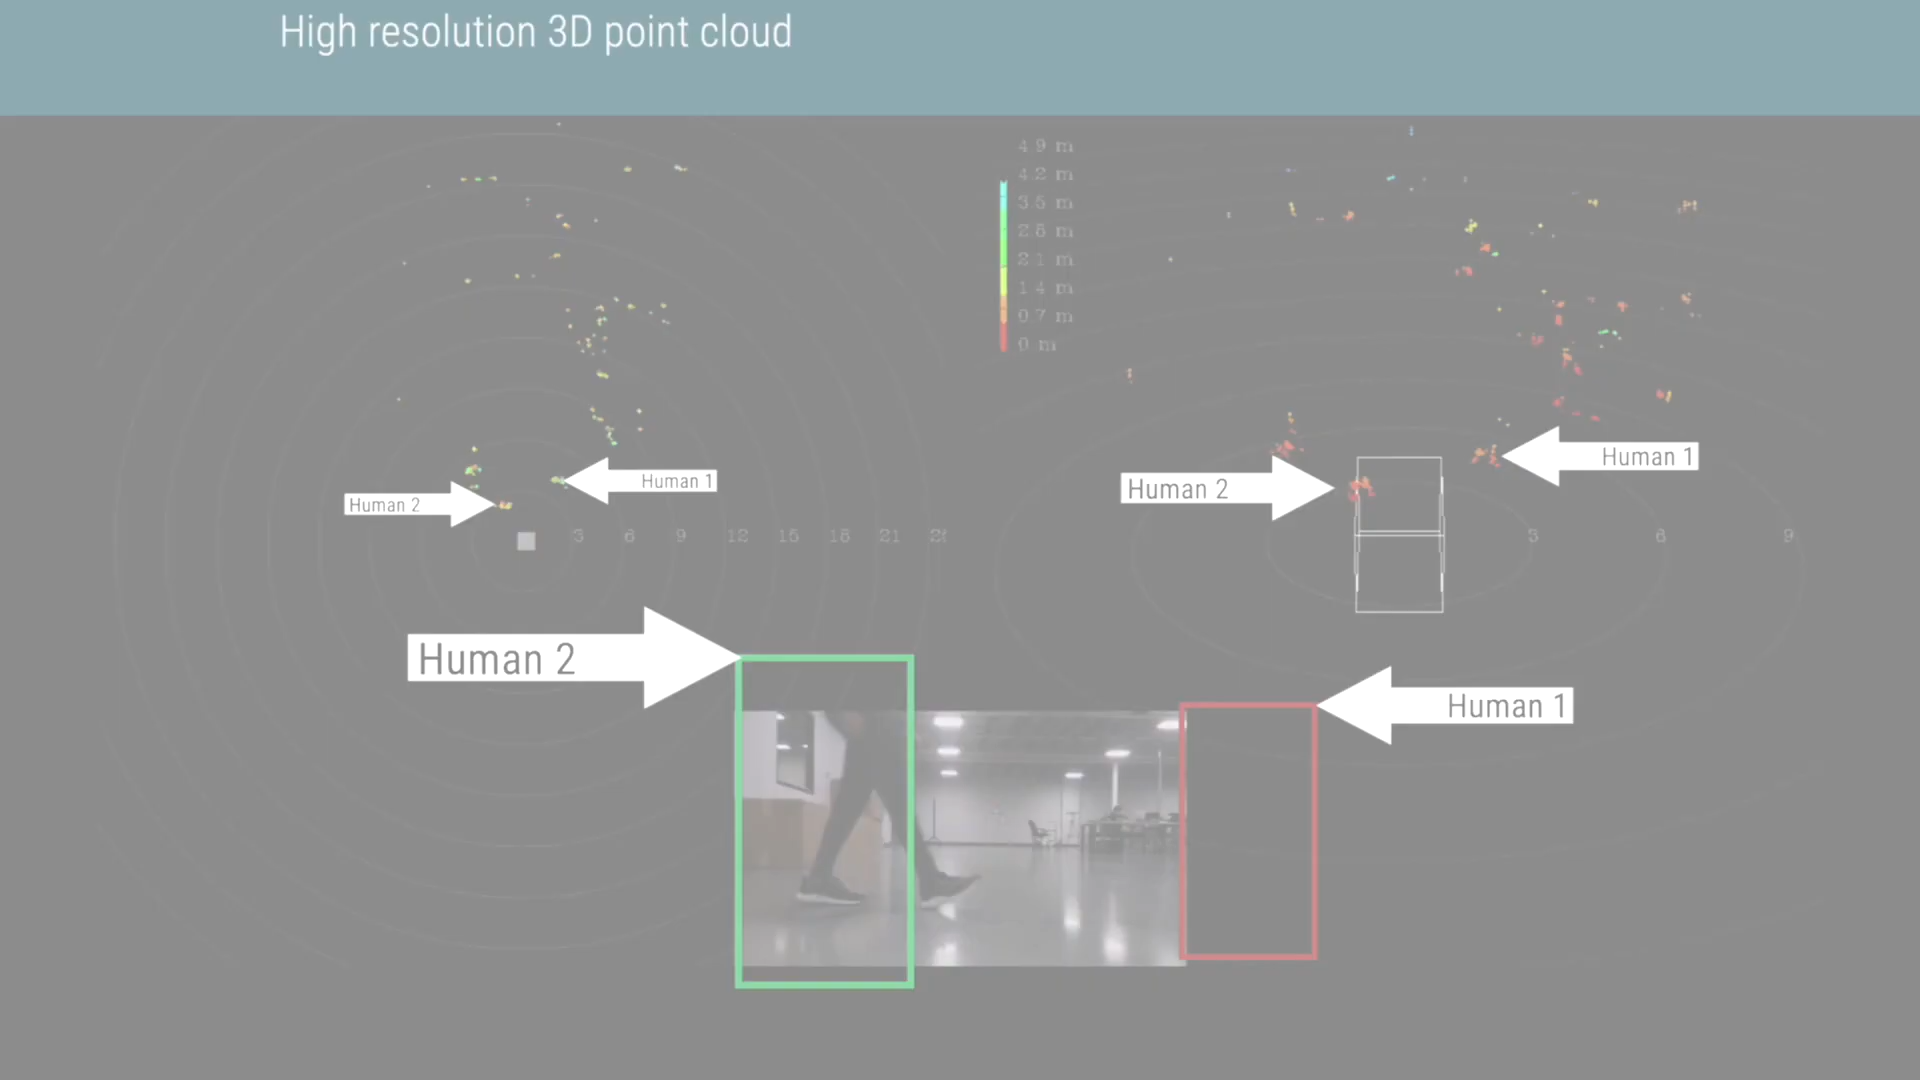 High resolution 3D point cloud
4.9 m
4.2 m
3.5 m
2.1 m
1.4 m
0.7 m
0 m
Human 1
Human 2
Human 1
Human 2
3 6 9 12 15 18 21
3 6 9
Human 2
Human 1